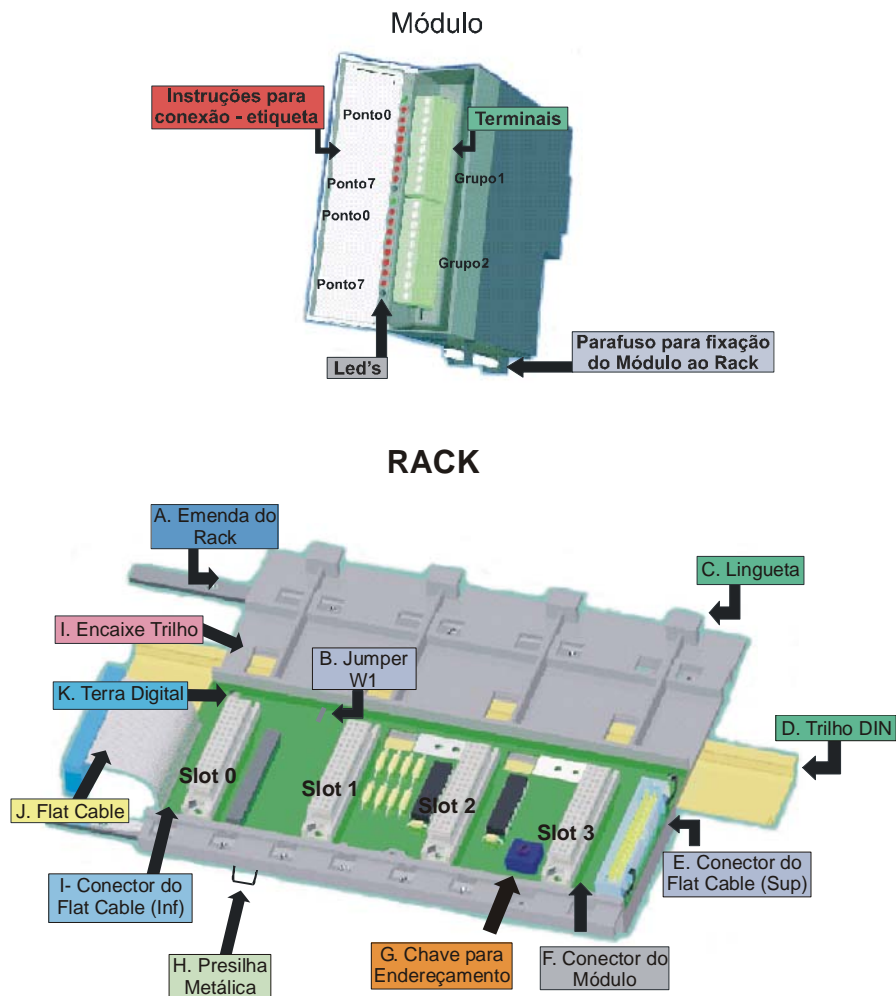 Módulo
Instruções para
conexão - etiqueta
Ponto0
Terminais
Ponto7
Grupo1
Ponto0
Grupo2
Ponto7
Led's
Parafuso para fixação
do Módulo ao Rack
RACK
A. Emenda do
Rack
C. Lingueta
I. Encaixe Trilho
B. Jumper
W1
K. Terra Digital
D. Trilho DIN
Slot 0
Slot 1
Slot 2
Slot 3
J. Flat Cable
E. Conector do
Flat Cable (Sup)
I- Conector do
Flat Cable (Inf)
G. Chave para
Endereçamento
F. Conector do
Módulo
H. Presilha
Metálica